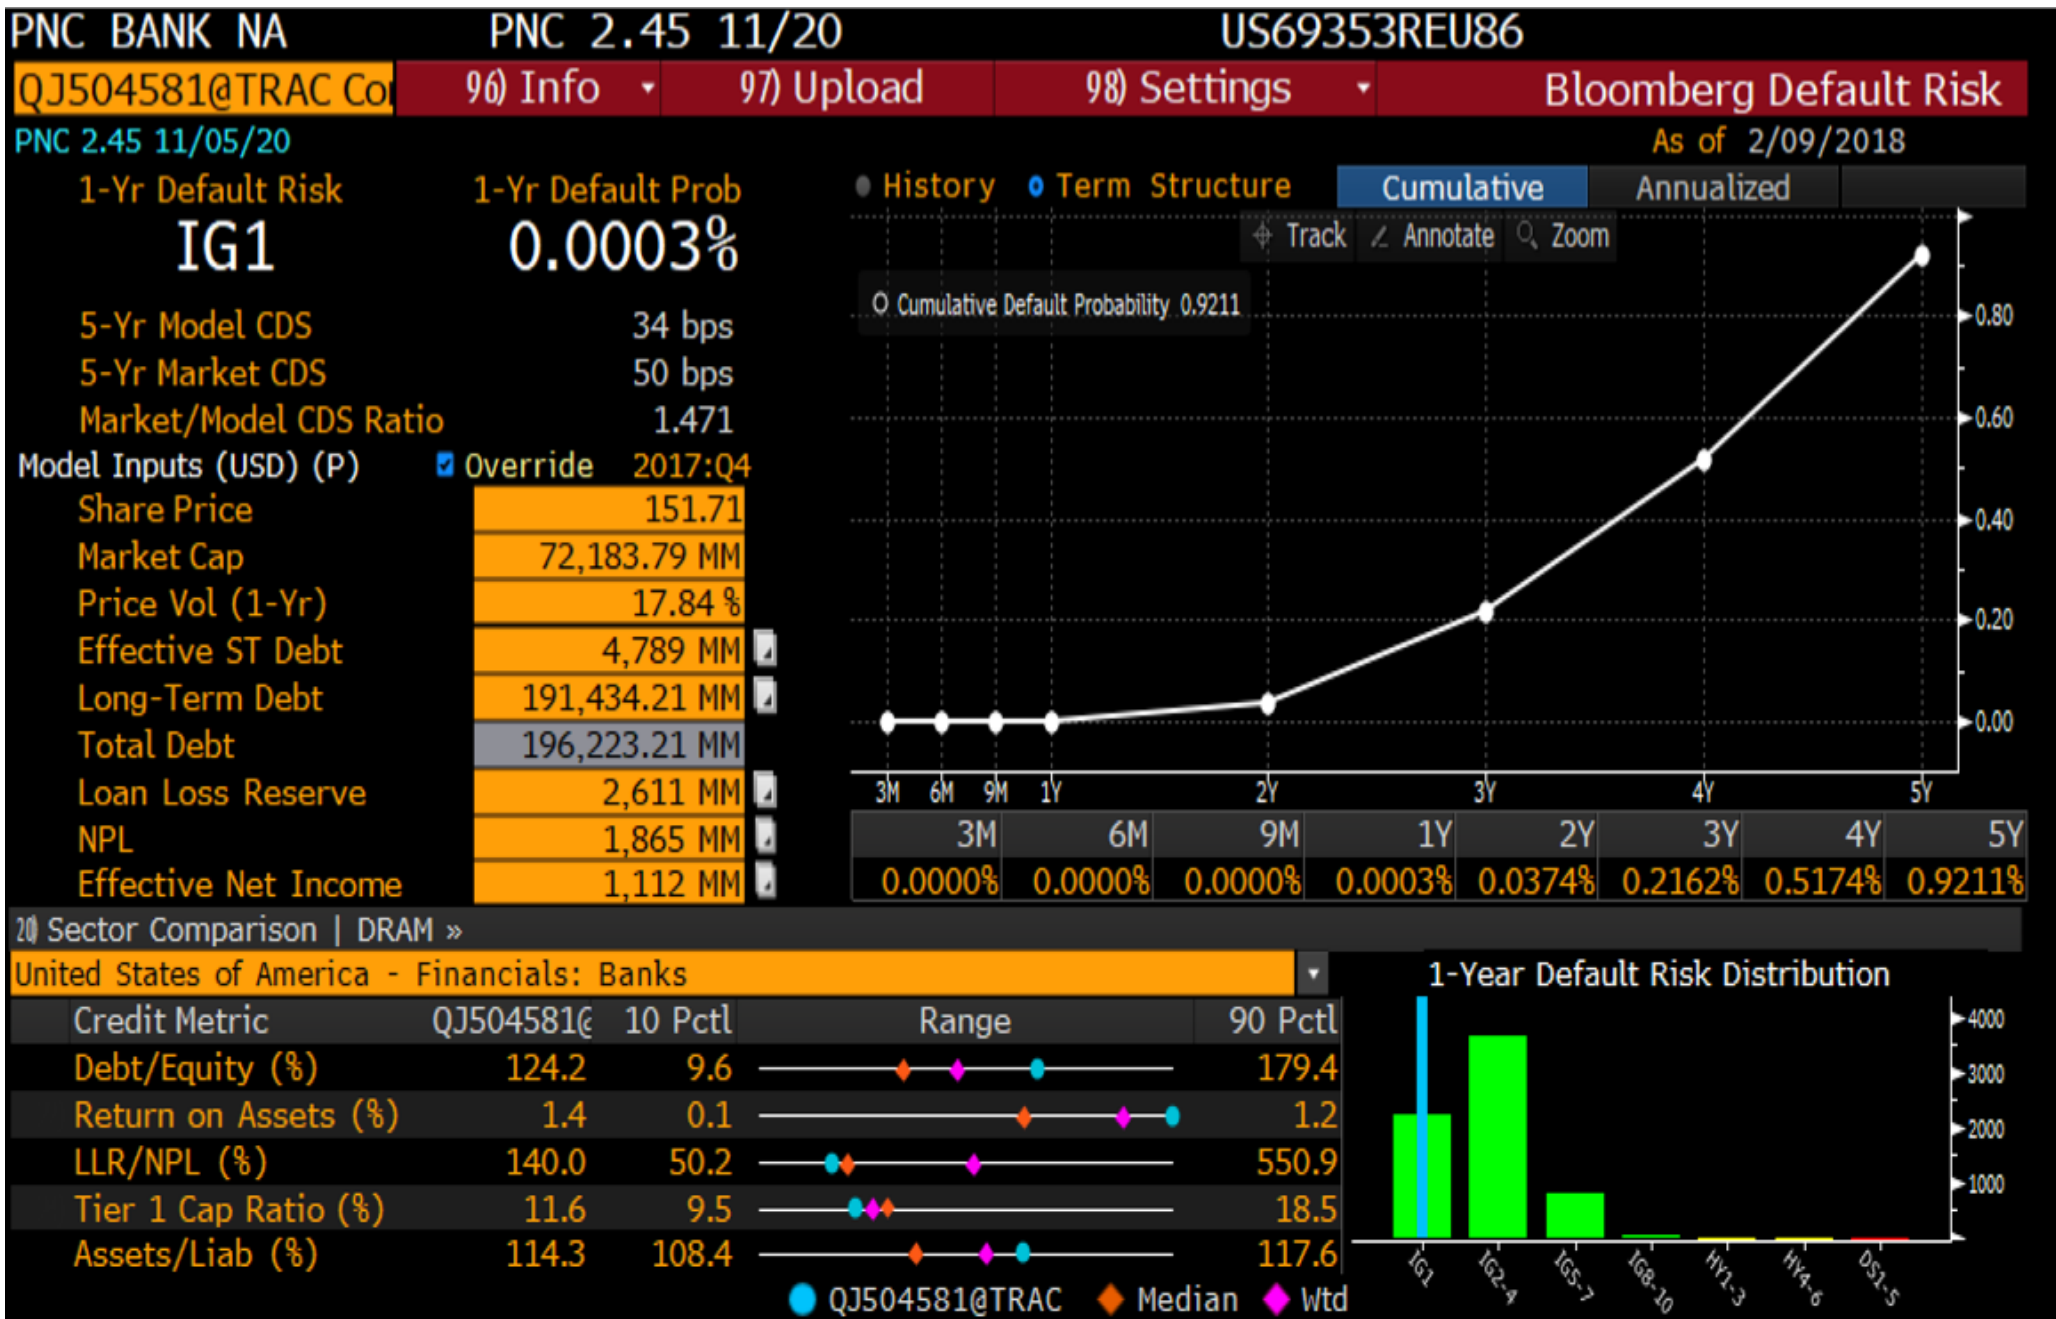 PNC BANK NA PNC 2.45 11/20 US69353REU86
QJ504581@TRAC Co 96) Info 97) Upload 98) Settings Bloomberg Default Risk
PNC 2.45 11/05/20 As of 2/09/2018
1-Yr Default Risk 1-Yr Default Prob
IG1 0.0003%
5-Yr Model CDS 34 bps
5-Yr Market CDS 50 bps
Market/Model CDS Ratio 1.471
Model Inputs (USD) (P) Override 2017:Q4
Share Price 151.71
Market Cap 72,183.79 MM
Price Vol (1-Yr) 17.84 %
Effective ST Debt 4,789 MM
Long-Term Debt 191,434.21 MM
Total Debt 196,223.21 MM
Loan Loss Reserve 2,611 MM
NPL 1,865 MM
Effective Net Income 1,112 MM
History Term Structure Cumulative Annualized
Track Annotate Zoom
Cumulative Default Probability 0.9211
0.80
0.60
0.40
0.20
0.00
3M 6M 9M 1Y 2Y 3Y 4Y 5Y
3M 6M 9M 1Y 2Y 3Y 4Y 5Y
0.0000% 0.0000% 0.0000% 0.0003% 0.0374% 0.2162% 0.5174% 0.9211%
20) Sector Comparison | DRAM »
United States of America - Financials: Banks
Credit Metric QJ504581@ 10 Pctl Range 90 Pctl
Debt/Equity (%) 124.2 9.6 179.4
Return on Assets (%) 1.4 0.1 1.2
LLR/NPL (%) 140.0 50.2 550.9
Tier 1 Cap Ratio (%) 11.6 9.5 18.5
Assets/Liab (%) 114.3 108.4 117.6
QJ504581@TRAC Median Wtd
1-Year Default Risk Distribution
4000
3000
2000
1000
IG1 IG2-4 IG5-7 IG8-10 HY1-3 HY4-6 DS1-5